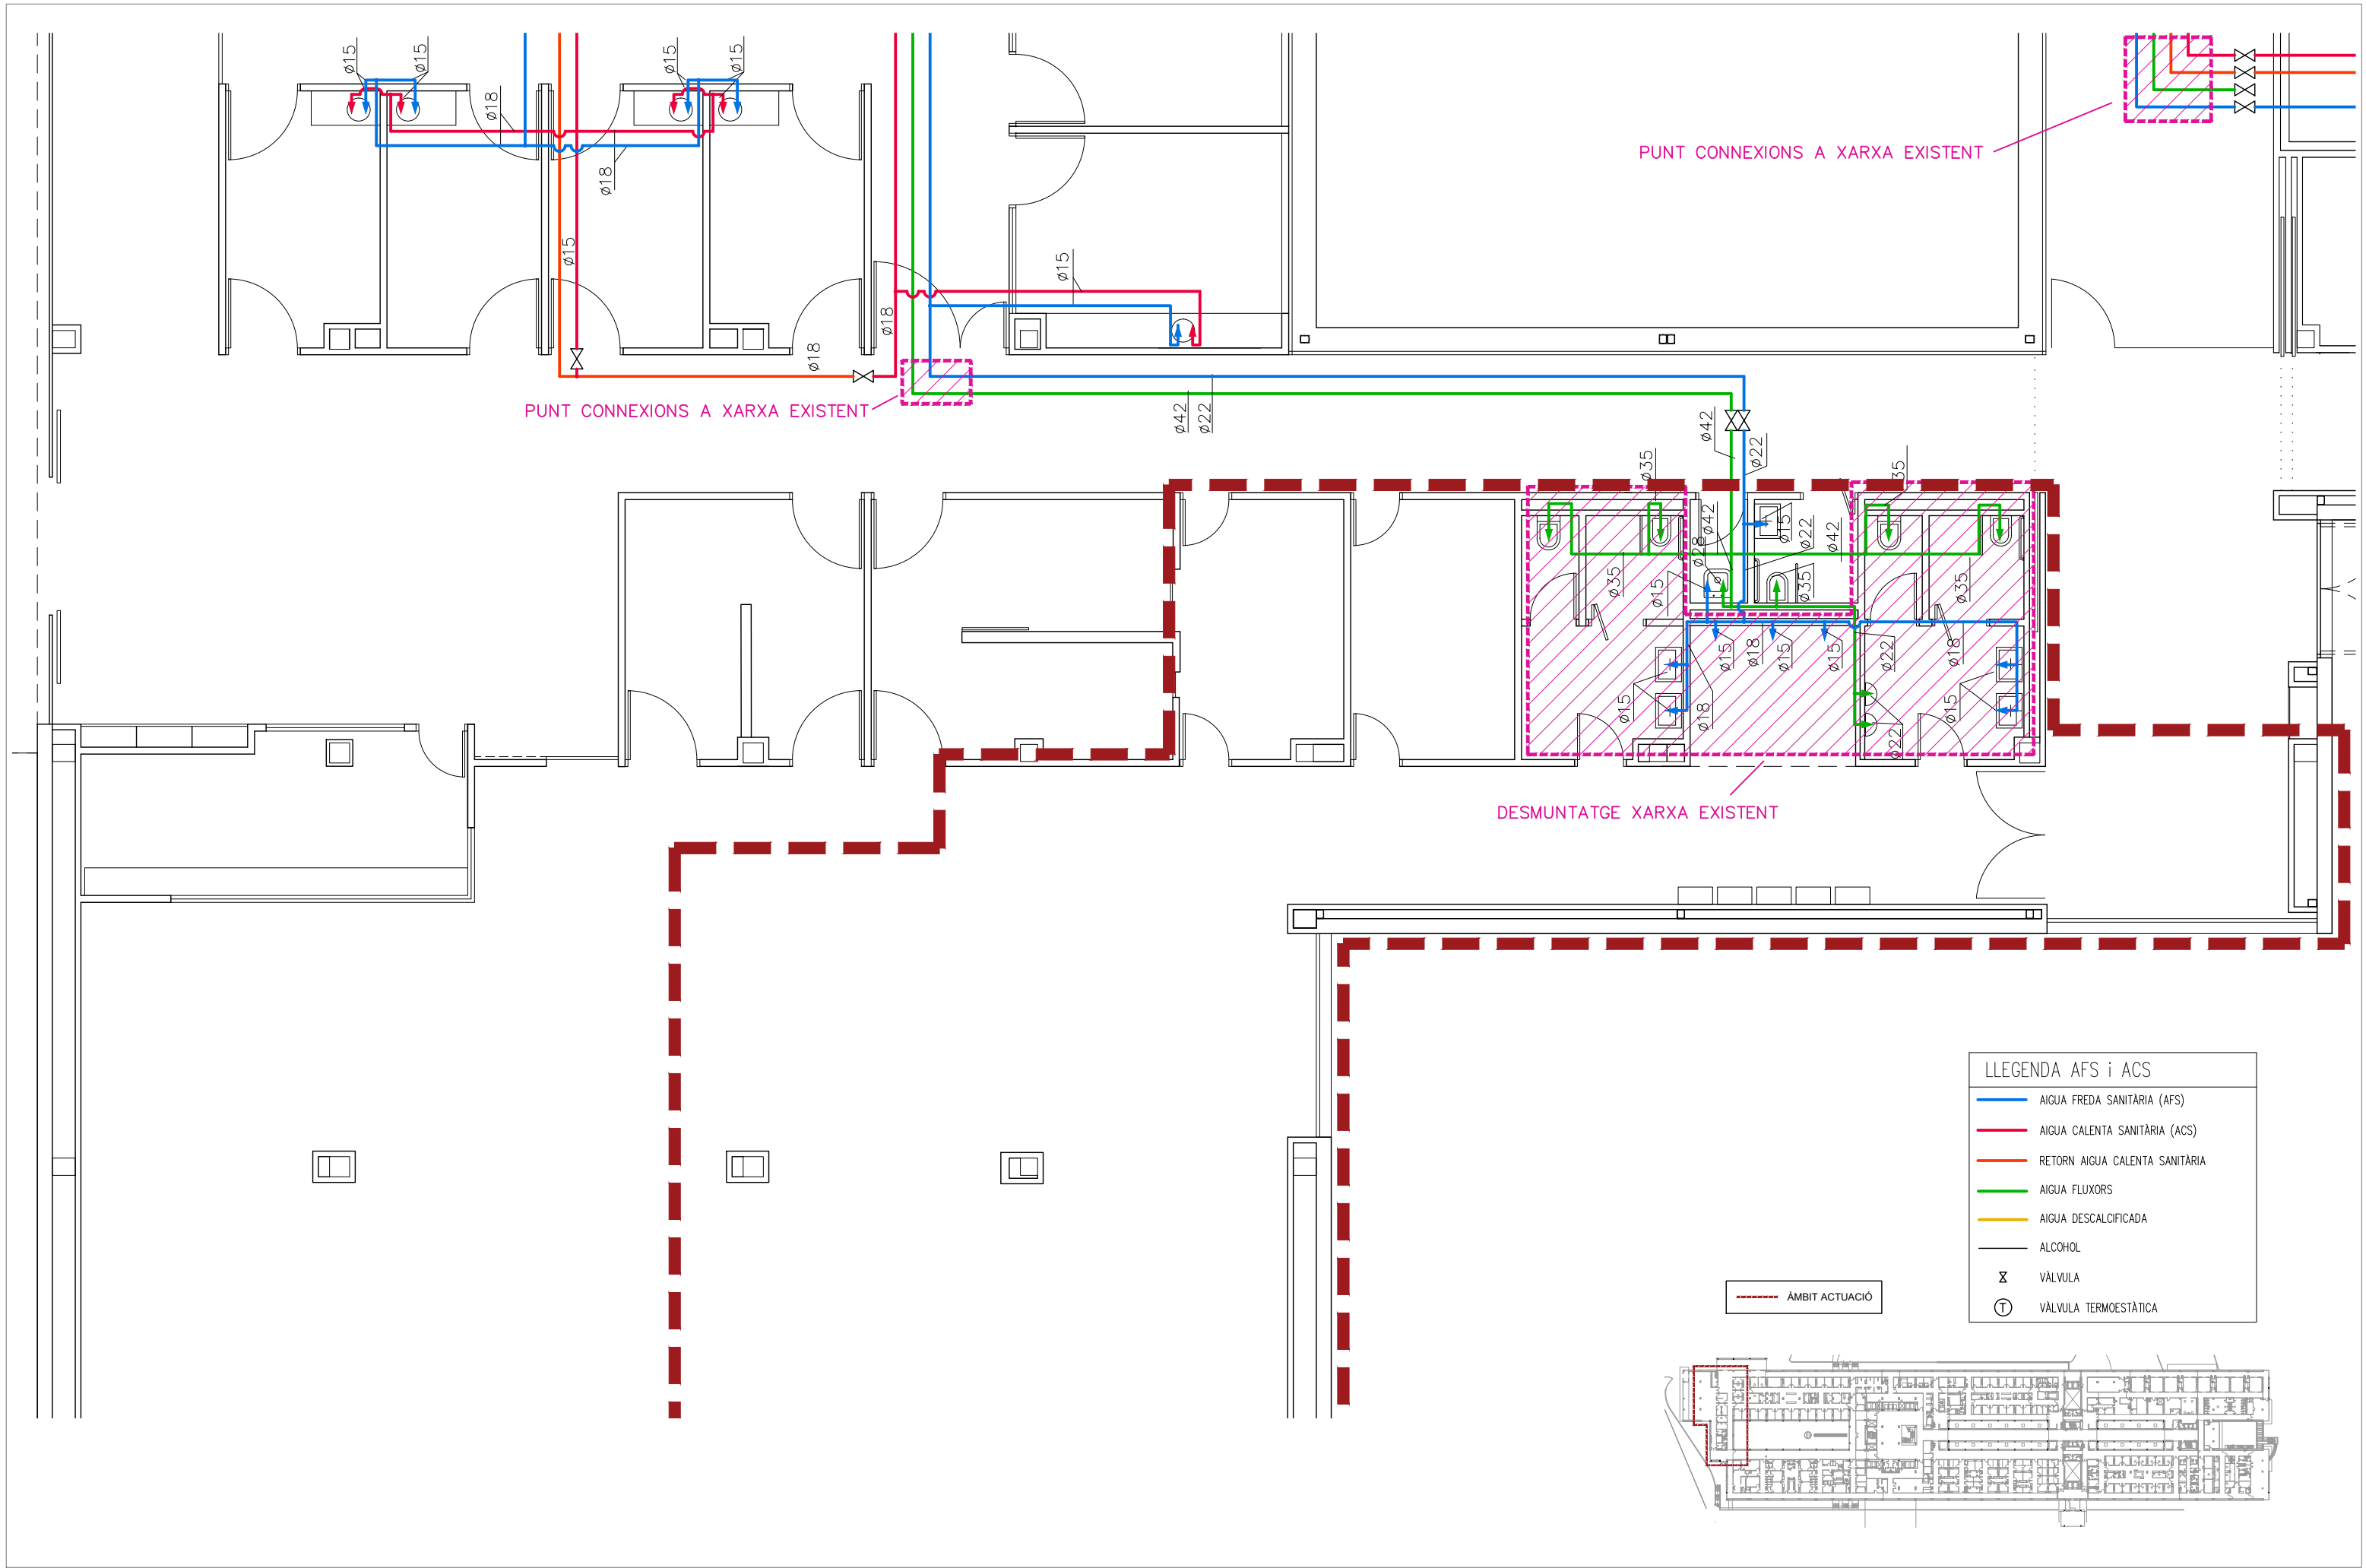 ø15
ø15
ø15
ø15
ø18
ø18
PUNT CONNEXIONS A XARXA EXISTENT
ø15
ø15
ø18
ø18
PUNT CONNEXIONS A XARXA EXISTENT
ø42
ø22
ø42
ø22
ø35
ø35
ø42
ø28
ø15
ø22
ø42
ø35
ø15
ø35
ø35
ø15
ø18
ø15
ø15
ø22
ø18
ø15
ø18
ø15
ø22
DESMUNTATGE XARXA EXISTENT
LLEGENDA AFS i ACS
AIGUA FREDA SANITÀRIA (AFS)
AIGUA CALENTA SANITÀRIA (ACS)
RETORN AIGUA CALENTA SANITÀRIA
AIGUA FLUXORS
AIGUA DESCALCIFICADA
ALCOHOL
VÀLVULA
T VÀLVULA TERMOESTÀTICA
ÀMBIT ACTUACIÓ